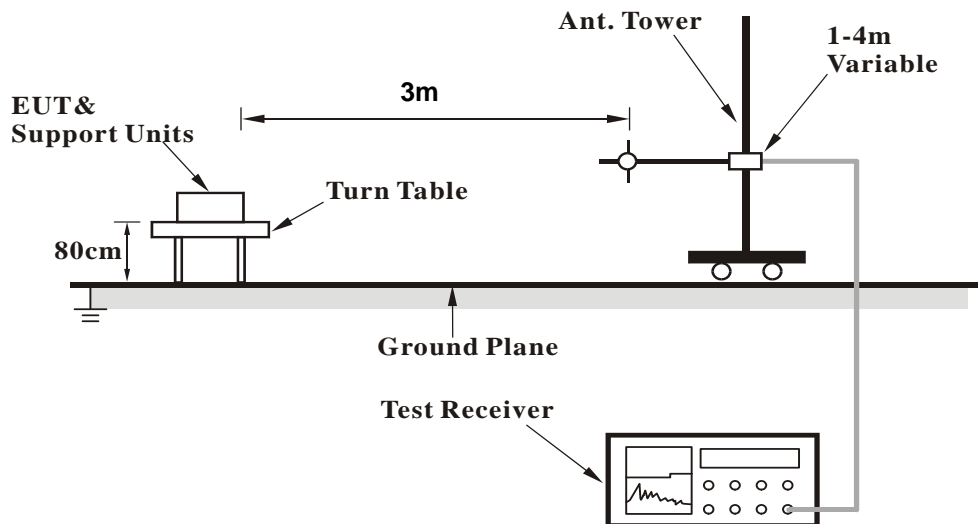 Ant. Tower
1-4m
Variable
3m
EUT&
Support Units
Turn Table
80cm
Ground Plane
Test Receiver